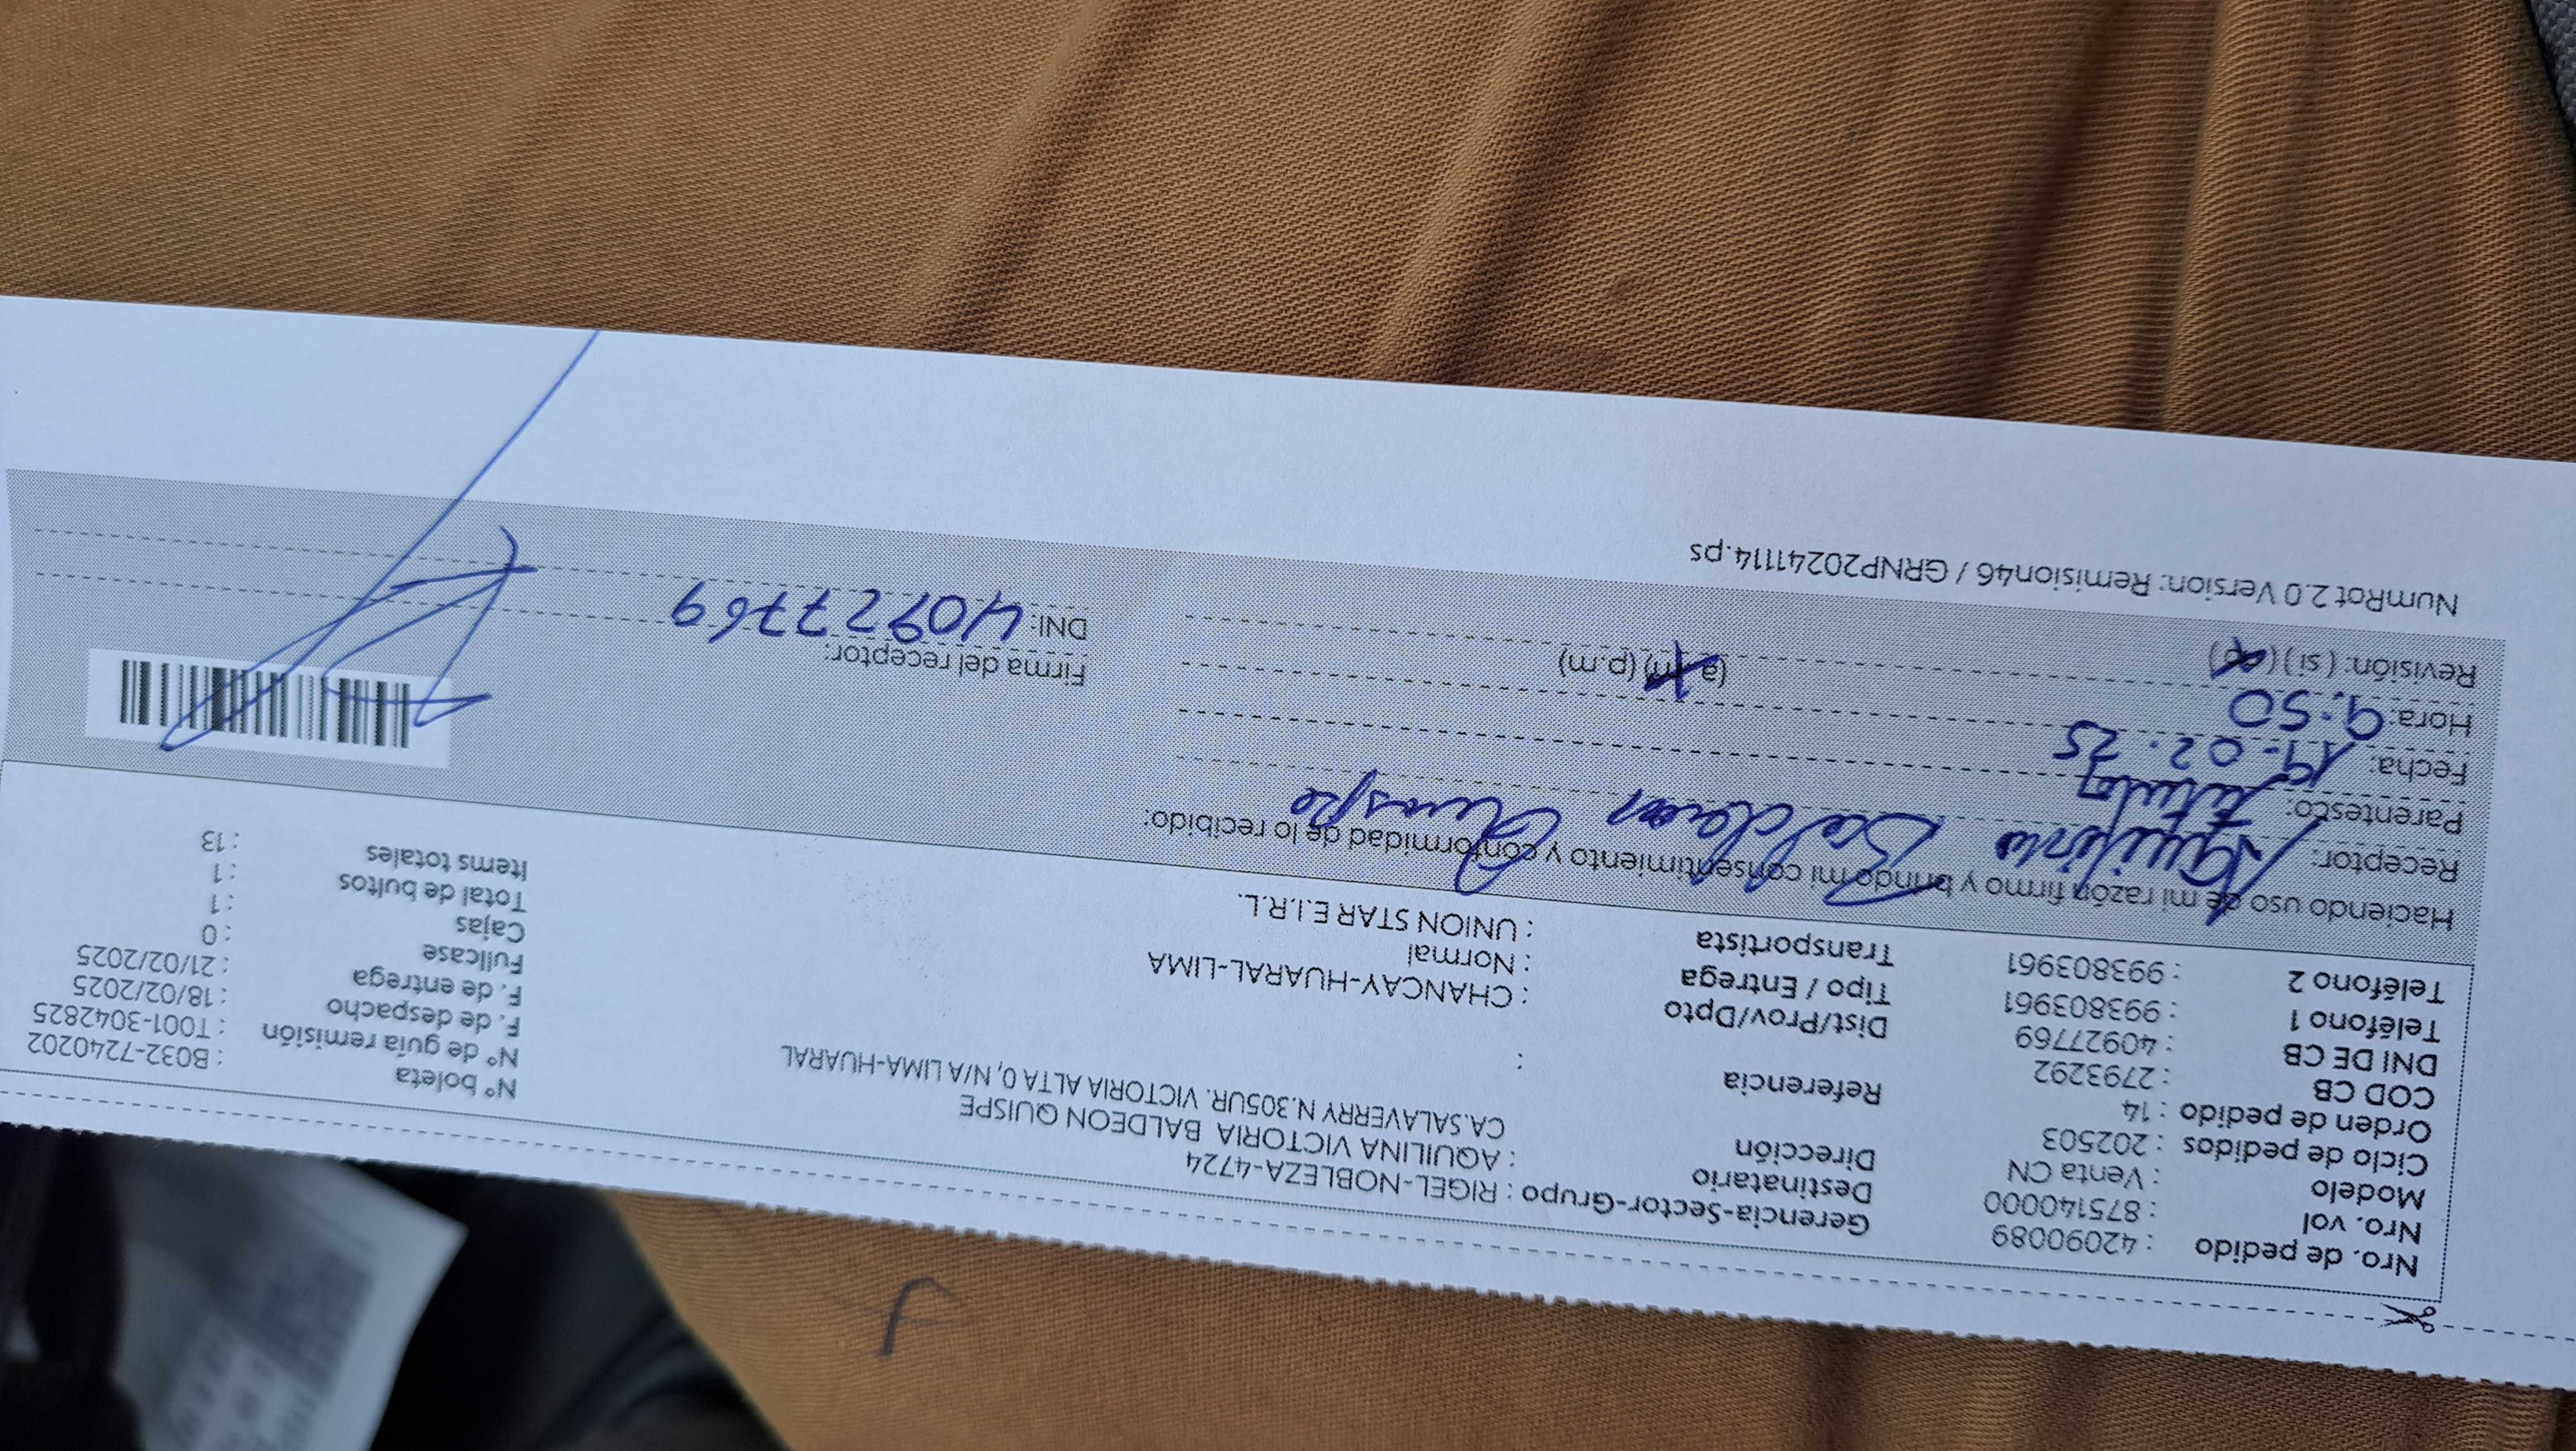 Nro. de pedido : 42090089 Gerencia-Sector-Grupo : RIGEL-NOBLEZA-4724 Nº boleta : B032-7240202
Nro. vol : 875140000 Destinatario : AQUILINA VICTORIA BALDEON QUISPE Nº de guía remisión : T001-3042825
Modelo : Venta CN Dirección CA.SALAVERRY N.305UR. VICTORIA ALTA 0, N/A LIMA-HUARAL F. de despacho : 18/02/2025
Ciclo de pedidos : 202503 F. de entrega : 21/02/2025
Orden de pedido : 14 Referencia : Fullcase : 0
COD CB : 2793292 Cajas : 1
DNI DE CB : 40927769 Dist/Prov/Dpto : CHANCAY-HUARAL-LIMA Total de bultos : 1
Teléfono 1 : 993803961 Tipo / Entrega : Normal Items totales : 13
Teléfono 2 : 993803961 Transportista : UNION STAR E.I.R.L.
Haciendo uso de mi razón firmo y brindo mi consentimiento y conformidad de lo recibido:
Receptor: Aquilina Baldeon Quispe
Parentesco: titular
Fecha: 19.02.25
Hora: 9:50 (a.m) (p.m) Firma del receptor:
Revisión: ( si ) ( ) DNI: 40927769
NumRot 2.0 Version: Remision46 / GRNP20241114.ps